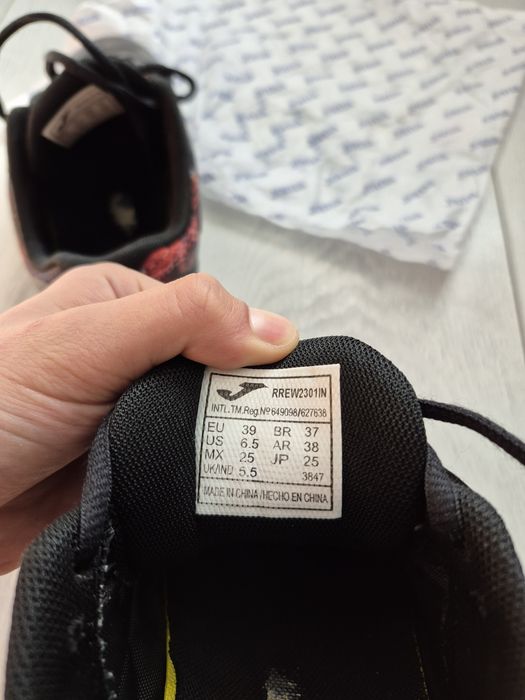 RREW2301IN
INTL.TM.Reg.Nº649098/627638
EU 39 BR 37
US 6.5 AR 38
MX 25 JP 25
UK/IND 5.5 3847
MADE IN CHINA/HECHO EN CHINA